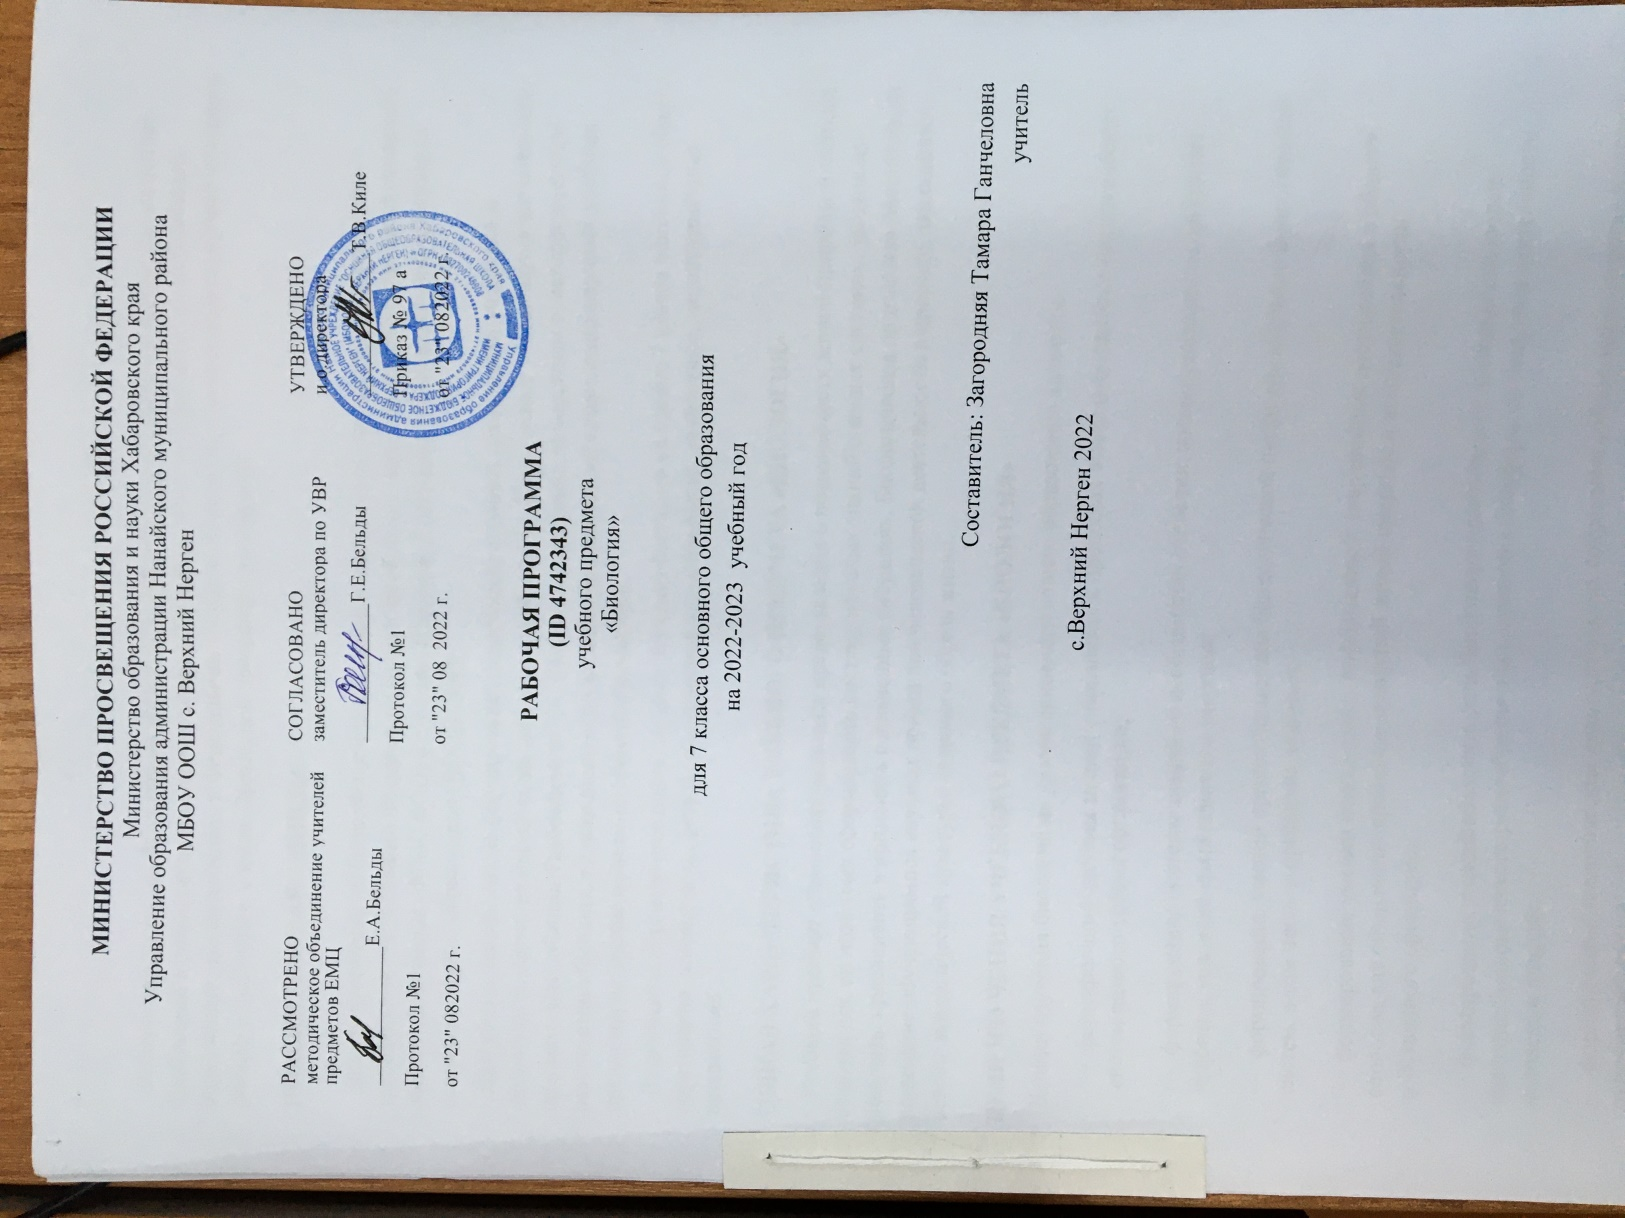 МИНИСТЕРСТВО ПРОСВЕЩЕНИЯ РОССИЙСКОЙ ФЕДЕРАЦИИ
Министерство образования и науки Хабаровского края
Управление образования администрации Нанайского муниципального района
МБОУ ООШ с. Верхний Нерген
РАССМОТРЕНО
методическое объединение учителей
предметов ЕМЦ
Е.А.Бельды
Протокол №1
от "23" 082022 г.
СОГЛАСОВАНО
заместитель директора по УВР
Г.Е.Бельды
Протокол №1
от "23" 08 2022 г.
УТВЕРЖДЕНО
и.о.директора
Т.В.Киле
Приказ № 97 а
от "23" 082022 г.
РАБОЧАЯ ПРОГРАММА
(ID 4742343)
учебного предмета
«Биология»
для 7 класса основного общего образования
на 2022-2023 учебный год
Составитель: Загородняя Тамара Ганчеловна
учитель
с.Верхний Нерген 2022